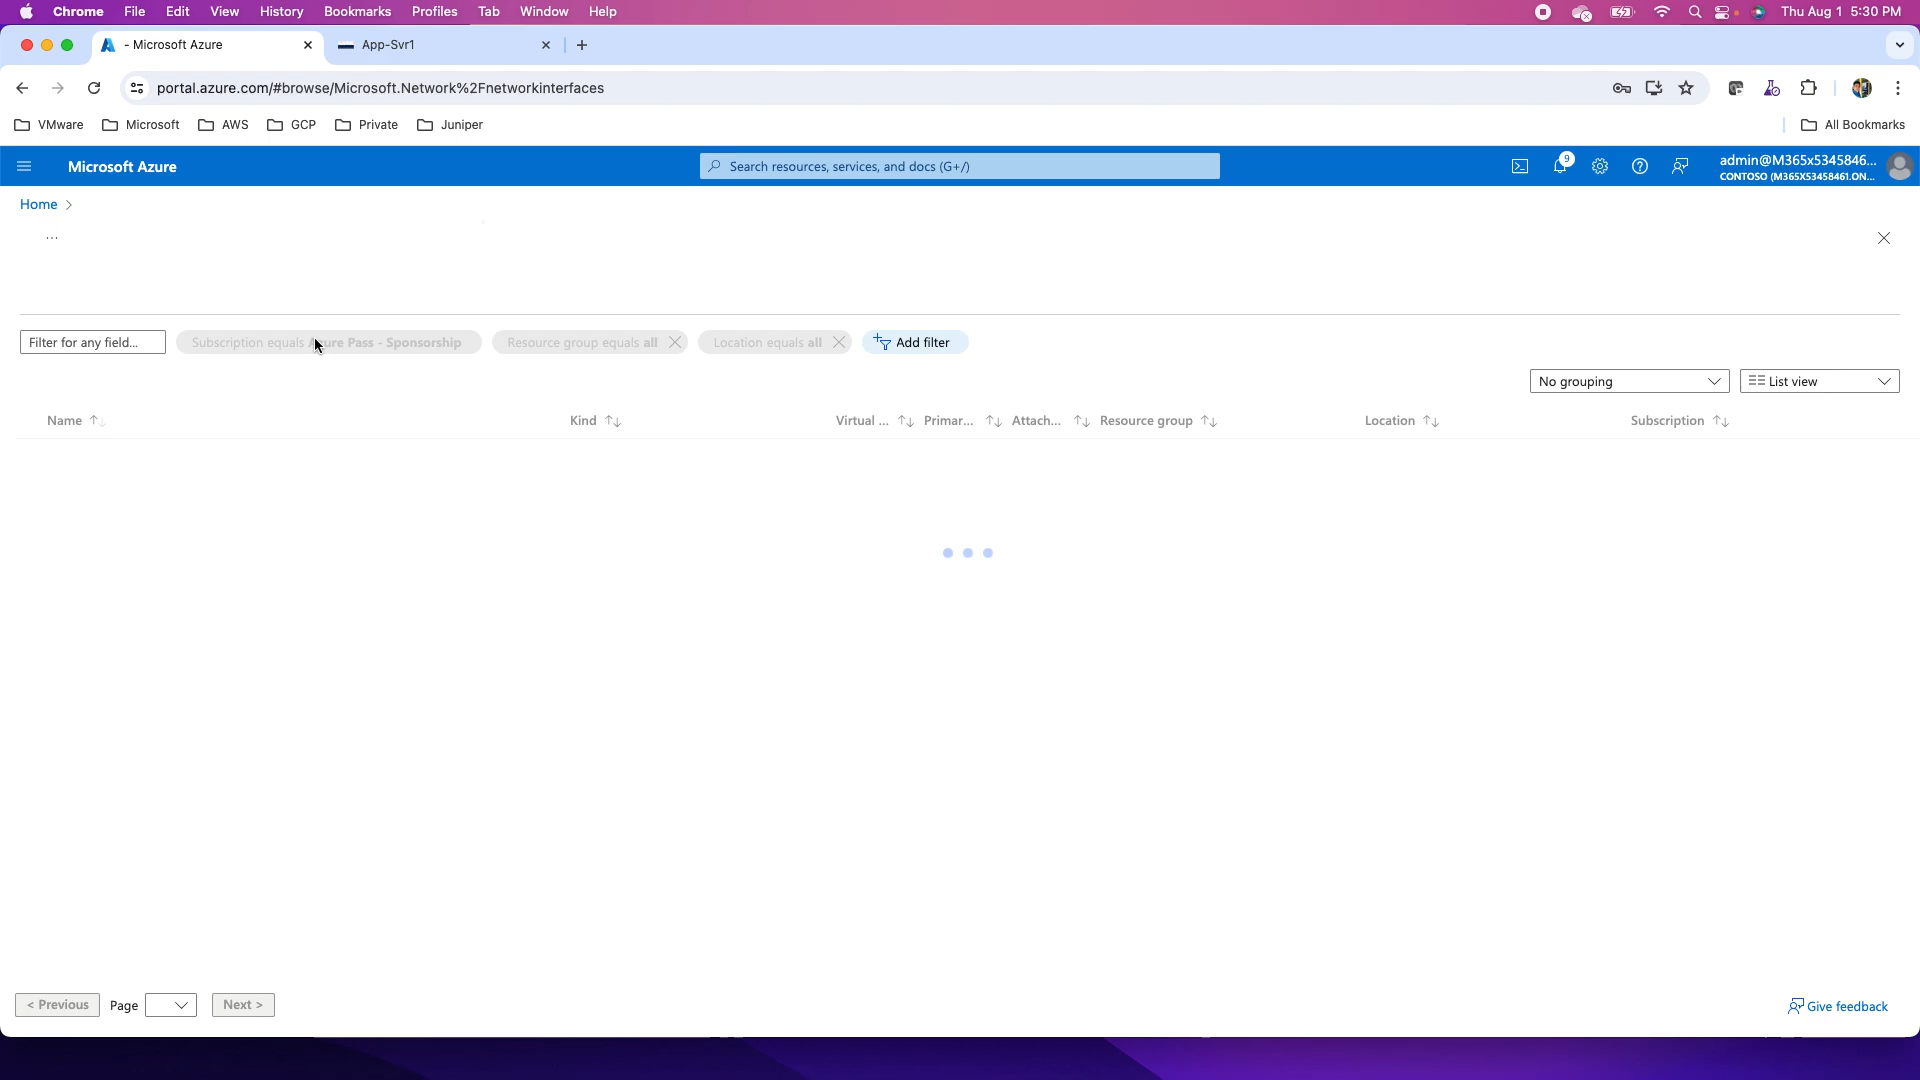 Chrome File Edit View History Bookmarks Profiles Tab Window Help Thu Aug 1 5:30 PM
- Microsoft Azure App-Svr1
portal.azure.com/#browse/Microsoft.Network%2Fnetworkinterfaces
VMware Microsoft AWS GCP Private Juniper All Bookmarks
Microsoft Azure Search resources, services, and docs (G+/) 9 admin@M365x5345846...
CONTOSO (M365X53458461.ON...
Home >
...
Filter for any field... Subscription equals Azure Pass - Sponsorship Resource group equals all Location equals all Add filter
No grouping List view
Name Kind Virtual ... Primar... Attach... Resource group Location Subscription
< Previous Page Next > Give feedback